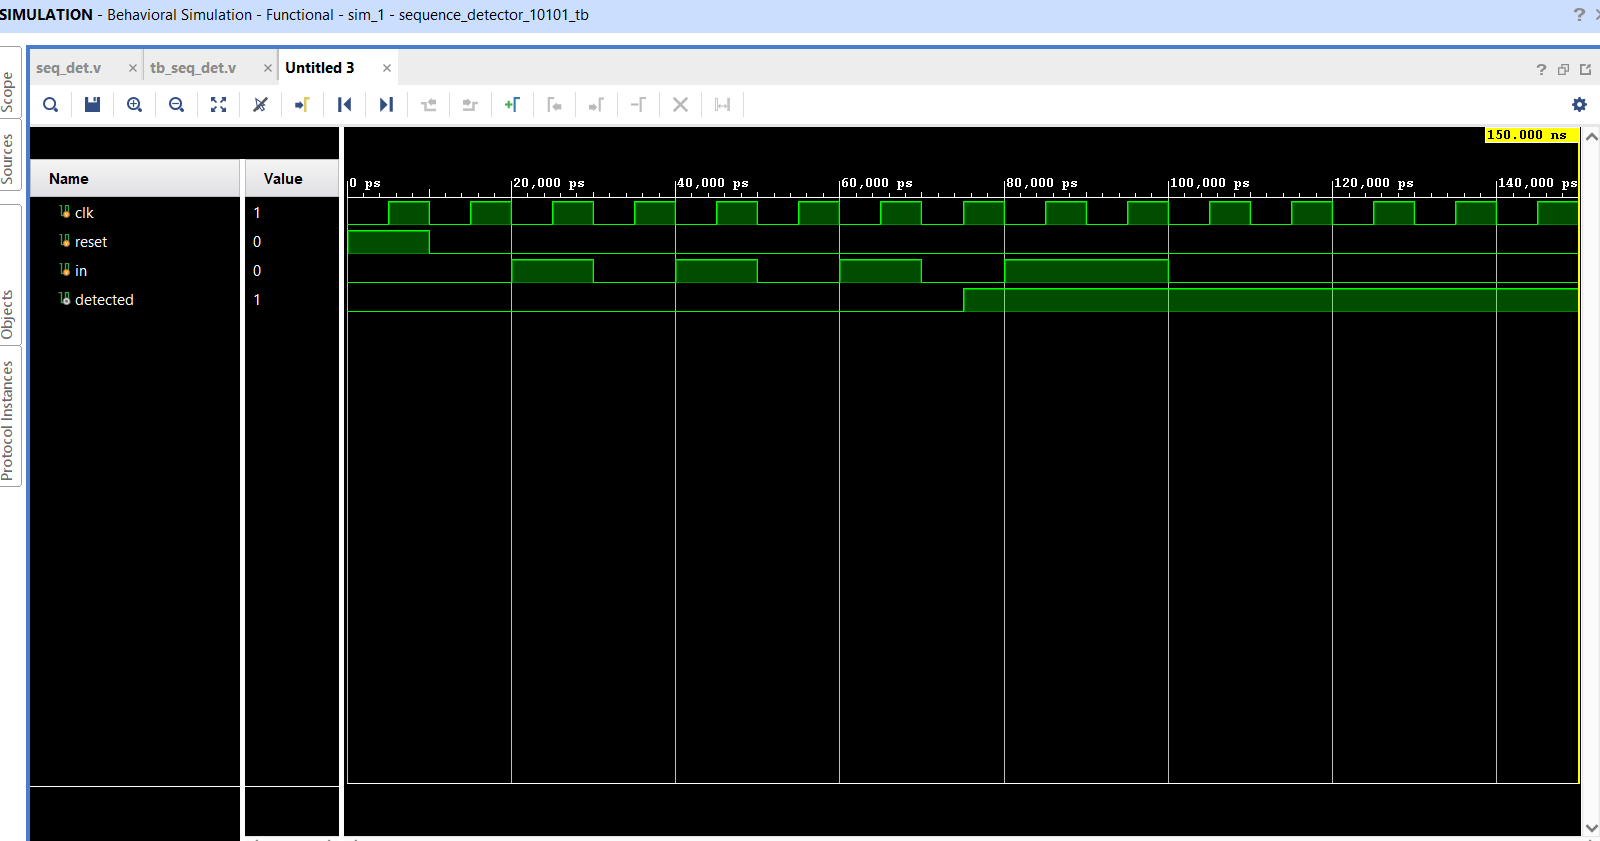 SIMULATION - Behavioral Simulation - Functional - sim_1 - sequence_detector_10101_tb
seq_det.v
tb_seq_det.v
Untitled 3
Scope
Sources
Objects
Protocol Instances
150.000 ns
Name
Value
0 ps
20,000 ps
40,000 ps
60,000 ps
80,000 ps
100,000 ps
120,000 ps
140,000 ps
clk
1
reset
0
in
0
detected
1